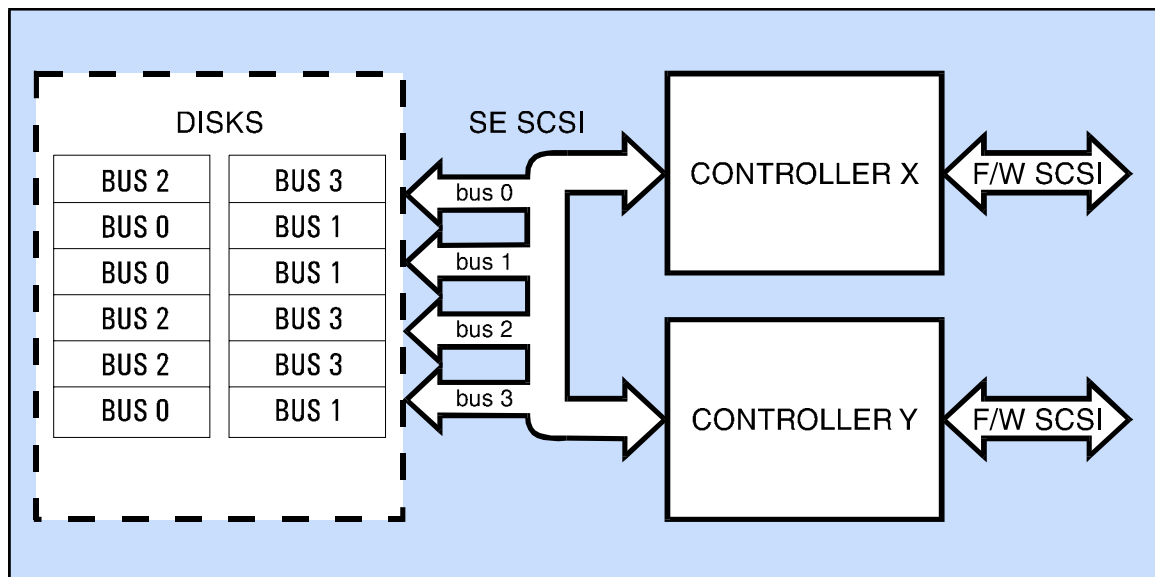 DISKS
BUS 2
BUS 0
BUS 0
BUS 2
BUS 2
BUS 0
BUS 3
BUS 1
BUS 1
BUS 3
BUS 3
BUS 1
SE SCSI
bus 0
bus 1
bus 2
bus 3
CONTROLLER X
F/W SCSI
CONTROLLER Y
F/W SCSI